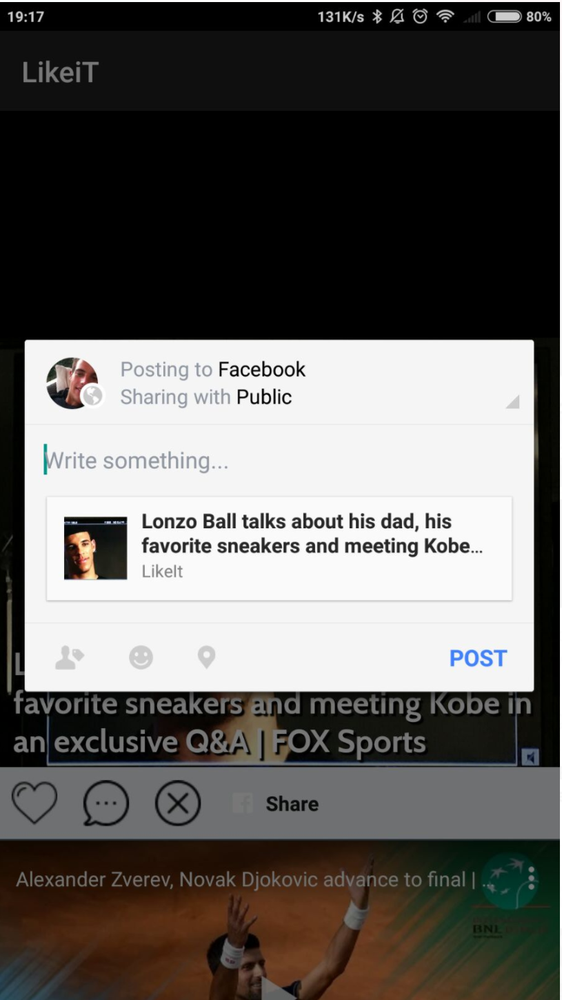 19:17
131K/s
80%
LikeiT
Posting to Facebook
Sharing with Public
Write something...
Lonzo Ball talks about his dad, his
favorite sneakers and meeting Kobe...
LikeIt
POST
L
favorite sneakers and meeting Kobe in
an exclusive Q&A | FOX Sports
Share
Alexander Zverev, Novak Djokovic advance to final | ...
BNL